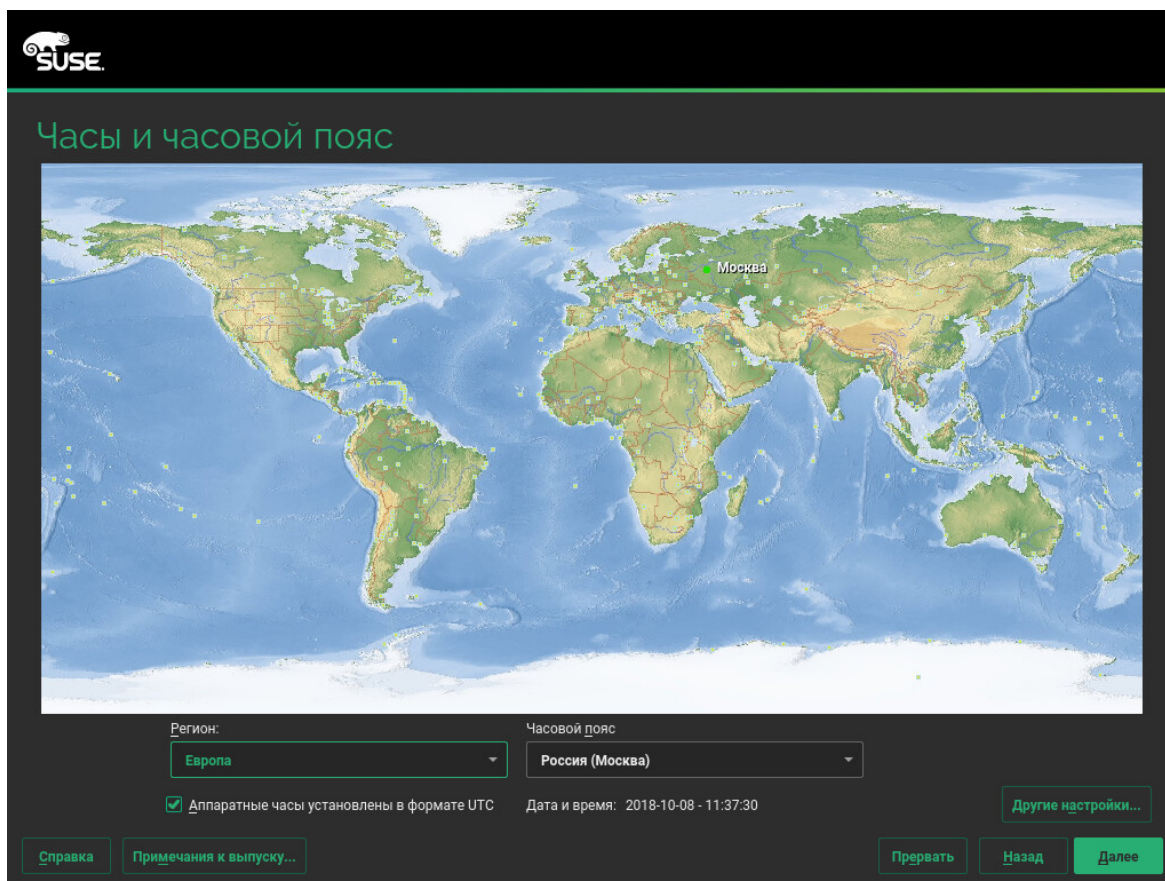 SUSE.
Часы и часовой пояс
Москва
Регион:
Часовой пояс
Европа
Россия (Москва)
Аппаратные часы установлены в формате UTC
Дата и время: 2018-10-08 - 11:37:30
Другие настройки...
Справка
Примечания к выпуску...
Прервать
Назад
Далее